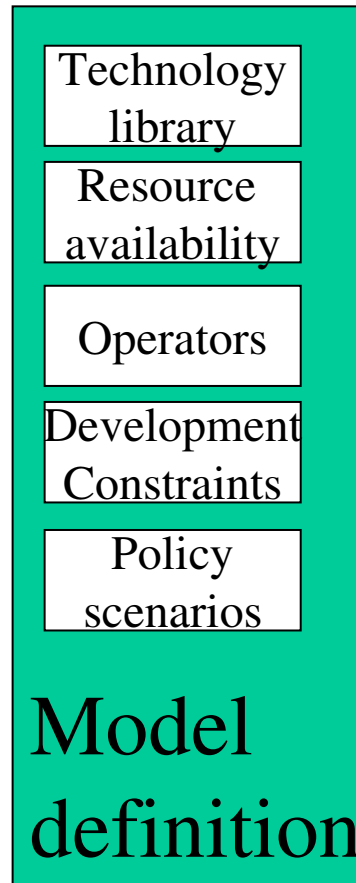 Technology
library
Resource
availability
Operators
Development
Constraints
Policy
scenarios
Model
definition